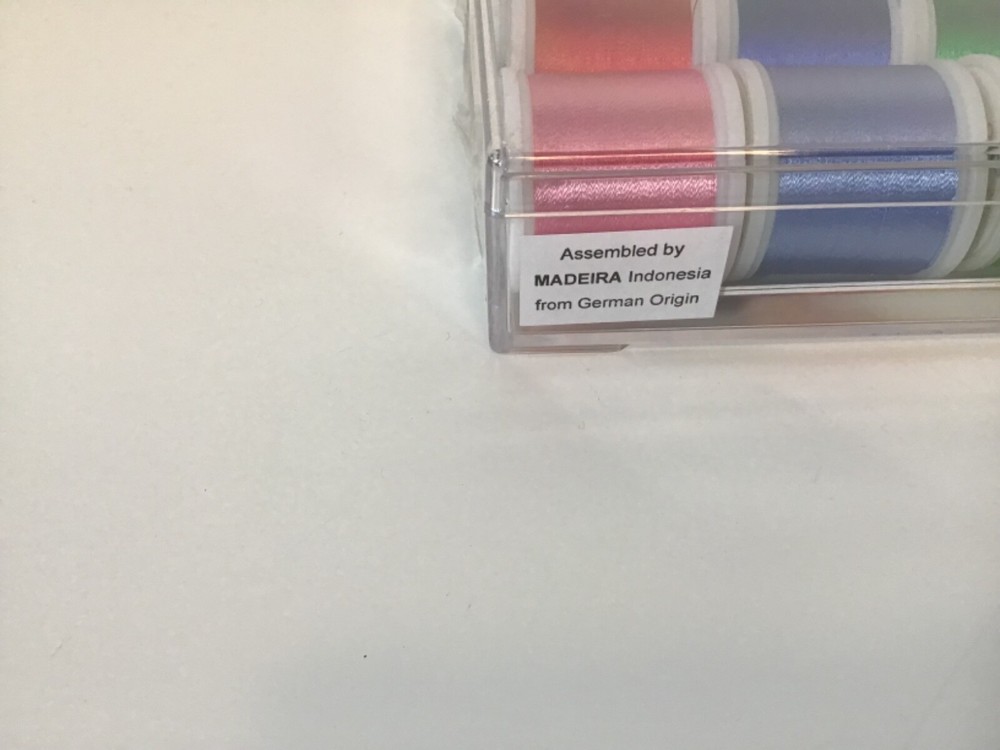 Assembled by
MADEIRA Indonesia
from German Origin